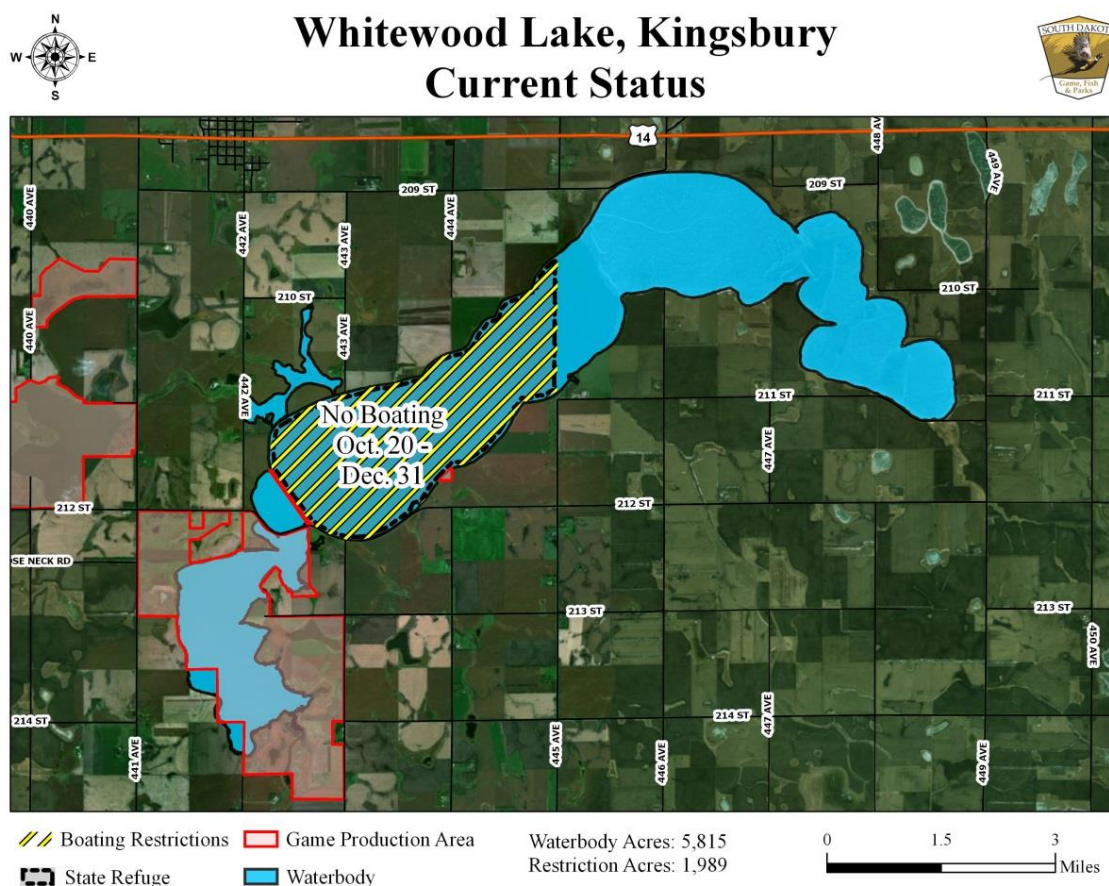 Whitewood Lake, Kingsbury
Current Status
N
W
E
S
SOUTH DAKOTA
Game, Fish
& Parks
14
448 AV
449 AVE
209 ST
209 ST
440 AVE
442 AVE
443 AVE
444 AVE
210 ST
210 ST
440 AVE
443 AVE
442 AVE
211 ST
211 ST
No Boating
Oct. 20 -
Dec. 31
447 AVE
212 ST
212 ST
OSE NECK RD
213 ST
213 ST
450 AVE
214 ST
214 ST
441 AVE
445 AVE
446 AVE
447 AVE
449 AVE
Boating Restrictions
Game Production Area
State Refuge
Waterbody
Waterbody Acres: 5,815
Restriction Acres: 1,989
0 1.5 3
Miles